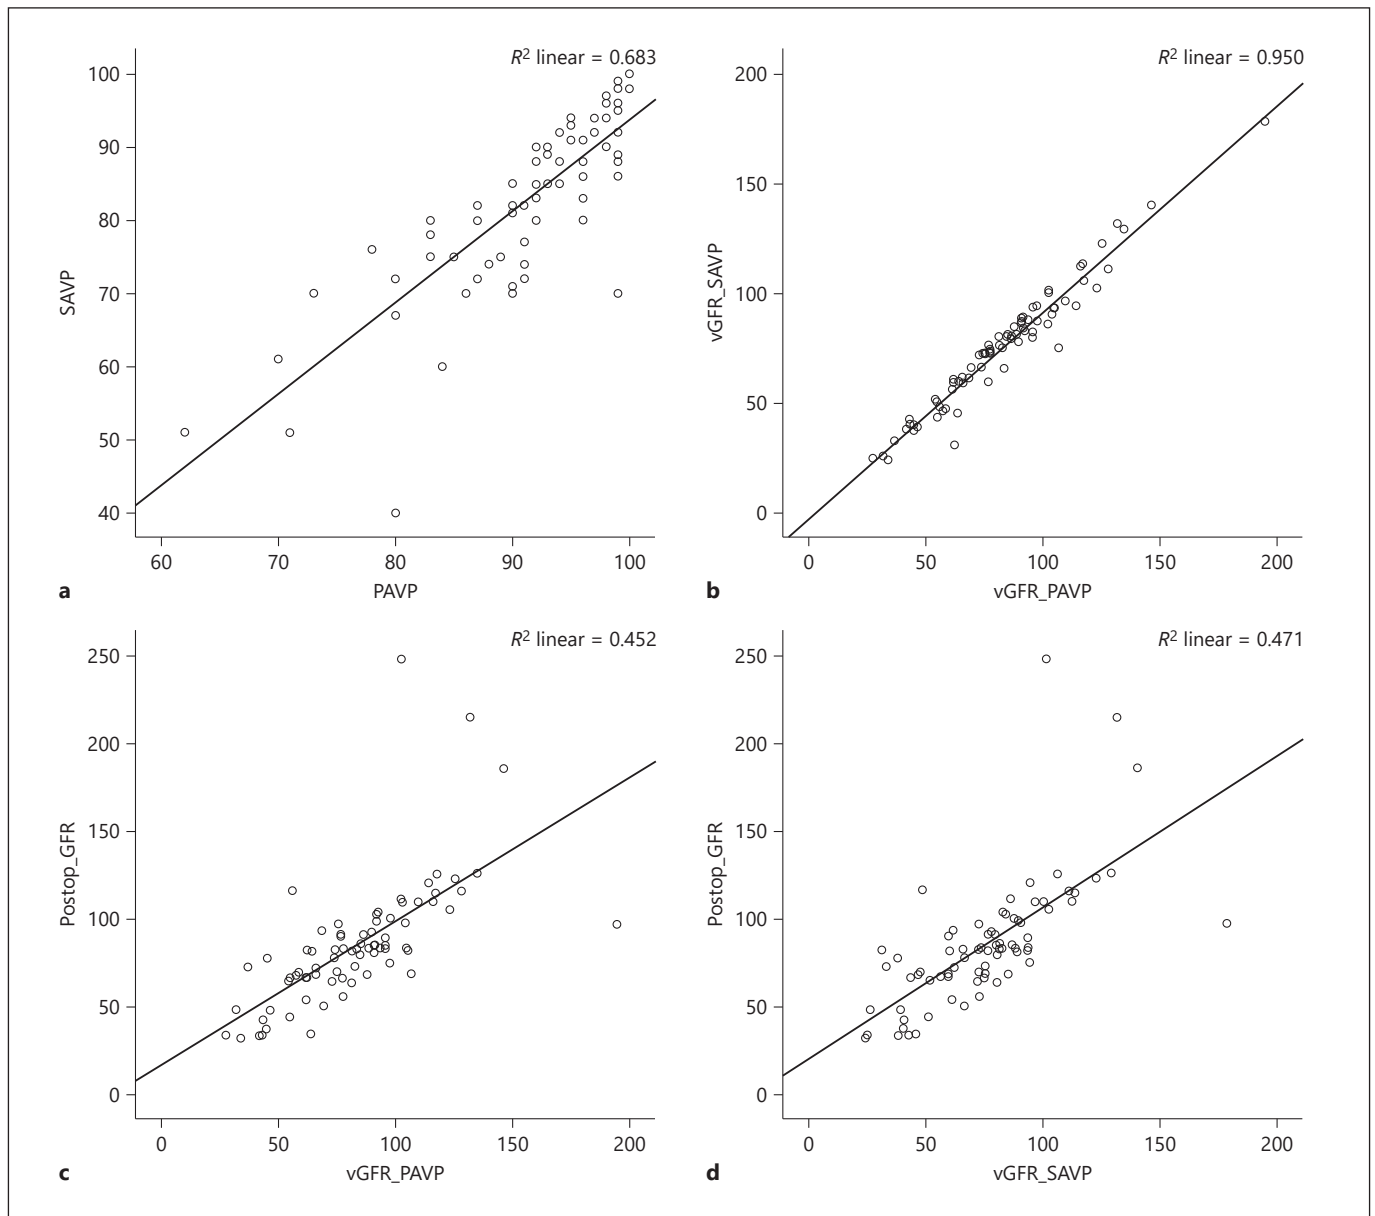 R² linear = 0.683
100
90
80
70
60
50
40
SAVP
60 70 80 90 100
PAVP
a
R² linear = 0.950
200
150
100
50
0
vGFR_SAVP
0 50 100 150 200
vGFR_PAVP
b
R² linear = 0.452
250
200
150
100
50
0
Postop_GFR
0 50 100 150 200
vGFR_PAVP
c
R² linear = 0.471
250
200
150
100
50
0
Postop_GFR
0 50 100 150 200
vGFR_SAVP
d